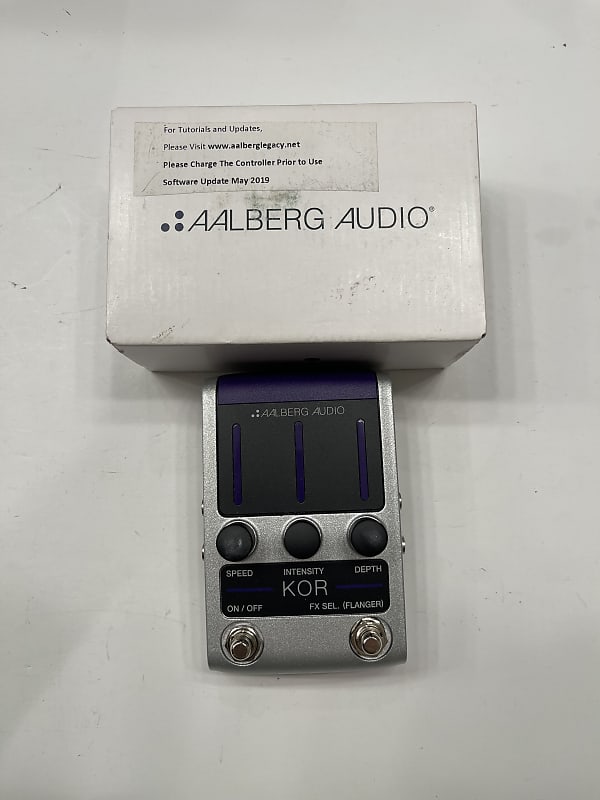 For Tutorials and Updates,
Please Visit www.aalberglegacy.net
Please Charge The Controller Prior to Use
Software Update May 2019
AALBERG AUDIO®
AALBERG AUDIO
SPEED INTENSITY DEPTH
KOR
ON / OFF FX SEL. (FLANGER)